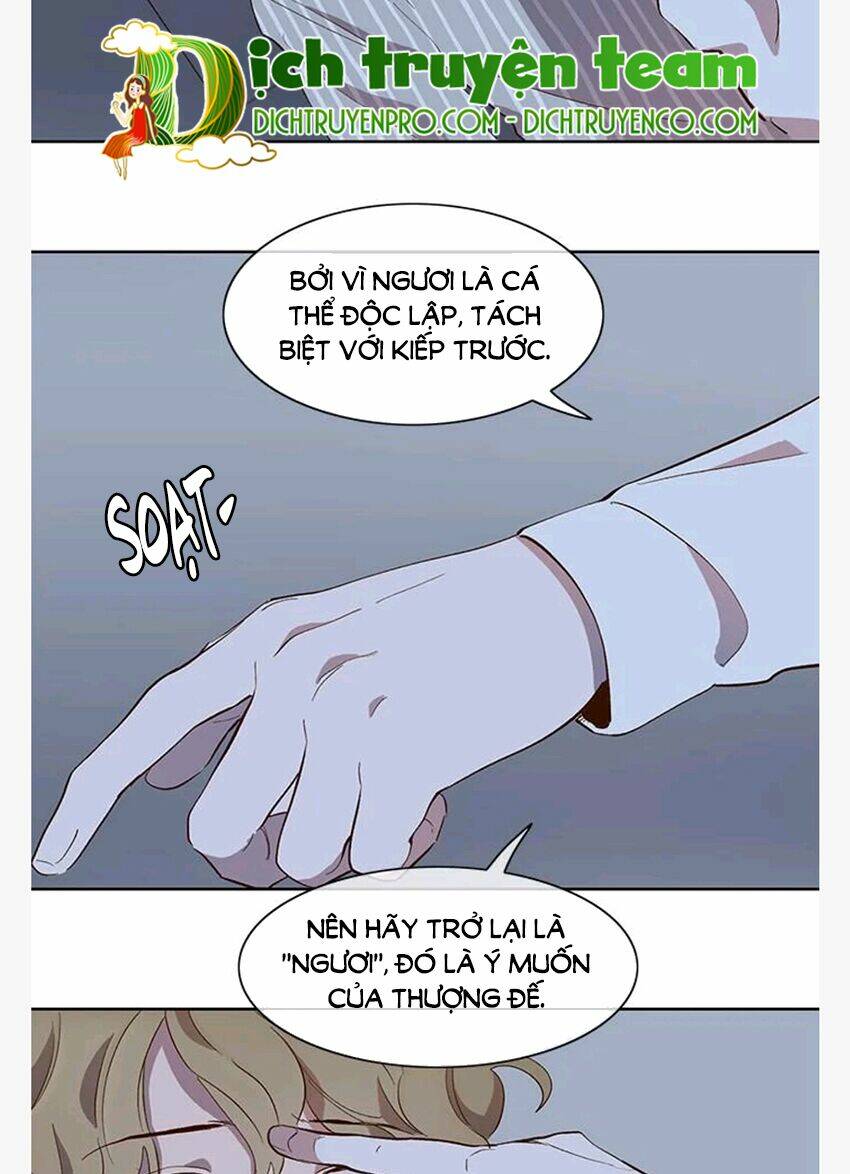 Dịch truyện team
DICHTRUYENPRO.COM - DICHTRUYENCO.COM
BỞI VÌ NGƯƠI LÀ CÁ
THỂ ĐỘC LẬP, TÁCH
BIỆT VỚI KIẾP TRƯỚC.
SOẠT
NÊN HÃY TRỞ LẠI LÀ
"NGƯƠI", ĐÓ LÀ Ý MUỐN
CỦA THƯỢNG ĐẾ.